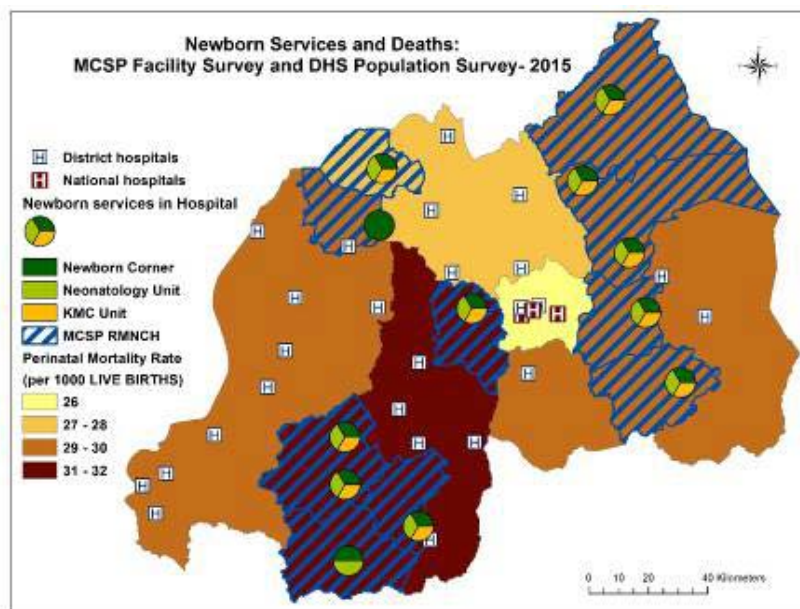 Newborn Services and Deaths:
MCSP Facility Survey and DHS Population Survey- 2015
H District hospitals
H National hospitals
Newborn services in Hospital
Newborn Corner
Neonatology Unit
KMC Unit
MCSP RMNCH
Perinatal Mortality Rate
(per 1000 LIVE BIRTHS)
26
27 - 28
29 - 30
31 - 32
0 10 20 40 Kilometers